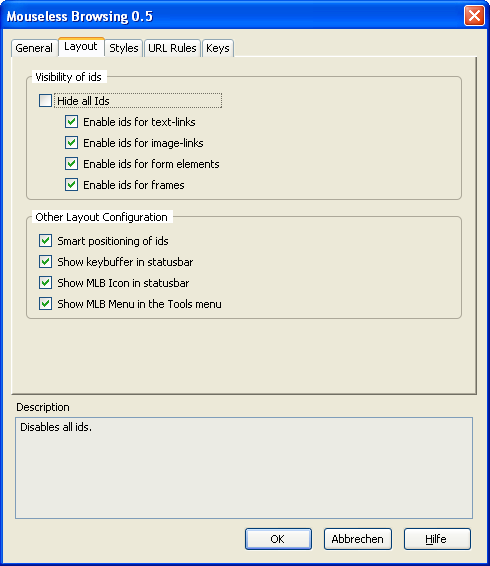 Mouseless Browsing 0.5
General Layout Styles URL Rules Keys
Visibility of ids
Hide all Ids
Enable ids for text-links
Enable ids for image-links
Enable ids for form elements
Enable ids for frames
Other Layout Configuration
Smart positioning of ids
Show keybuffer in statusbar
Show MLB Icon in statusbar
Show MLB Menu in the Tools menu
Description
Disables all ids.
OK Abbrechen Hilfe